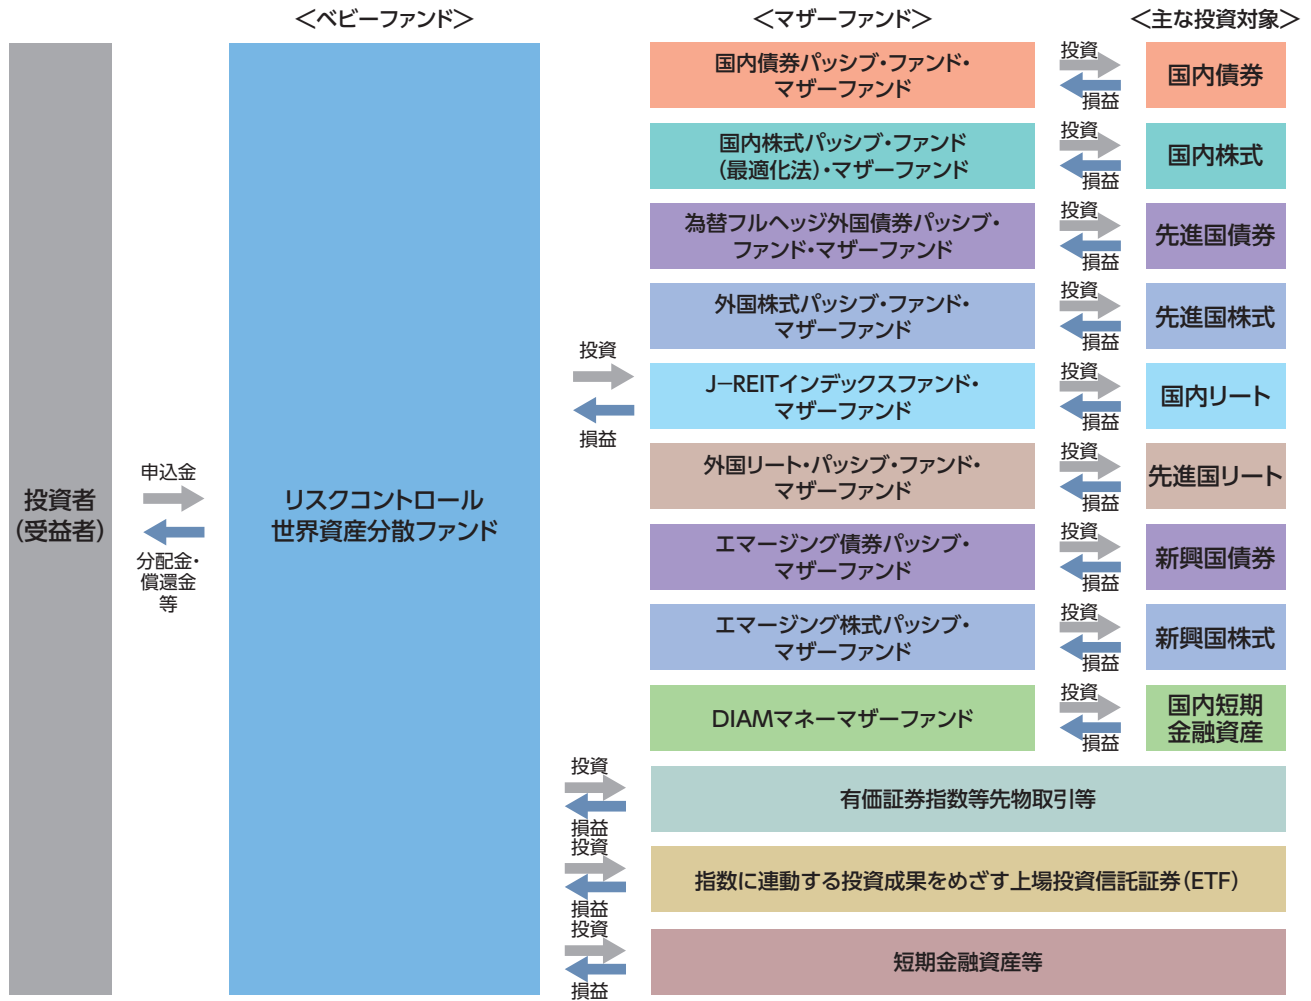 ＜ベビーファンド＞
＜マザーファンド＞
＜主な投資対象＞
投資者
（受益者）
申込金
分配金・
償還金
等
リスクコントロール
世界資産分散ファンド
投資
損益
国内債券パッシブ・ファンド・
マザーファンド
投資
損益
国内債券
国内株式パッシブ・ファンド
（最適化法）・マザーファンド
投資
損益
国内株式
為替フルヘッジ外国債券パッシブ・
ファンド・マザーファンド
投資
損益
先進国債券
外国株式パッシブ・ファンド・
マザーファンド
投資
損益
先進国株式
J−REITインデックスファンド・
マザーファンド
投資
損益
国内リート
外国リート・パッシブ・ファンド・
マザーファンド
投資
損益
先進国リート
エマージング債券パッシブ・
マザーファンド
投資
損益
新興国債券
エマージング株式パッシブ・
マザーファンド
投資
損益
新興国株式
DIAMマネーマザーファンド
投資
損益
国内短期
金融資産
投資
損益
有価証券指数等先物取引等
投資
損益
指数に連動する投資成果をめざす上場投資信託証券（ETF）
投資
損益
短期金融資産等